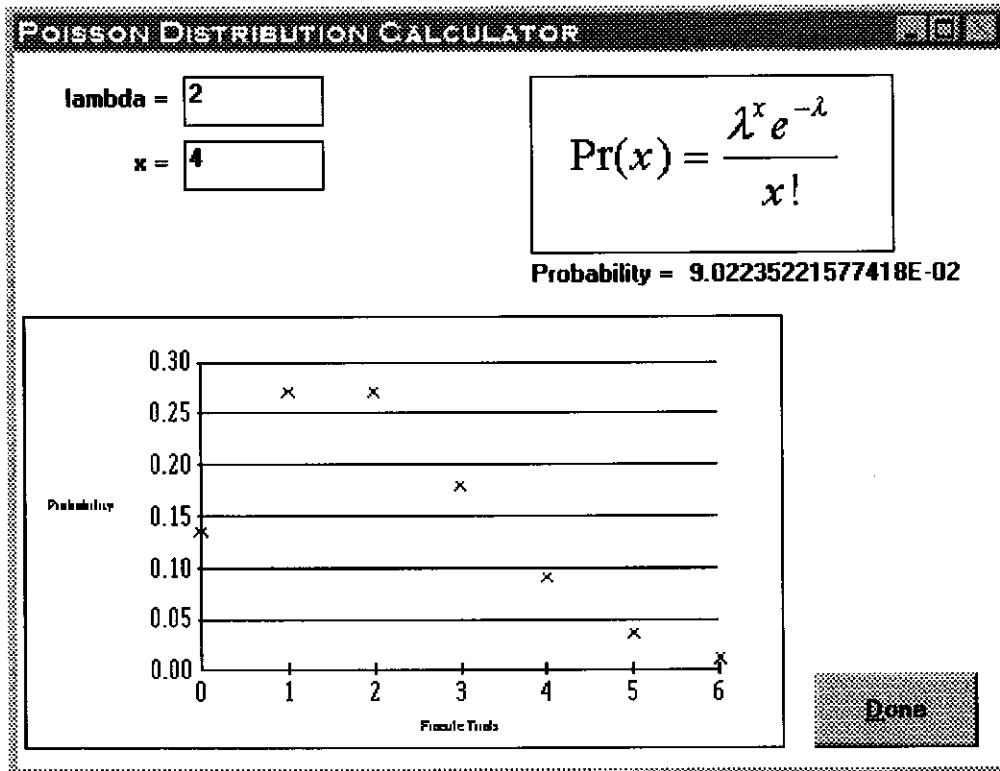 POISSON DISTRIBUTION CALCULATOR
lambda = 2
x = 4
Pr(x) = λ^x e^{-λ} / x!
Probability = 9.02235221577418E-02
0.30
0.25
0.20
Probability
0.15
0.10
0.05
0.00
0 1 2 3 4 5 6
Done